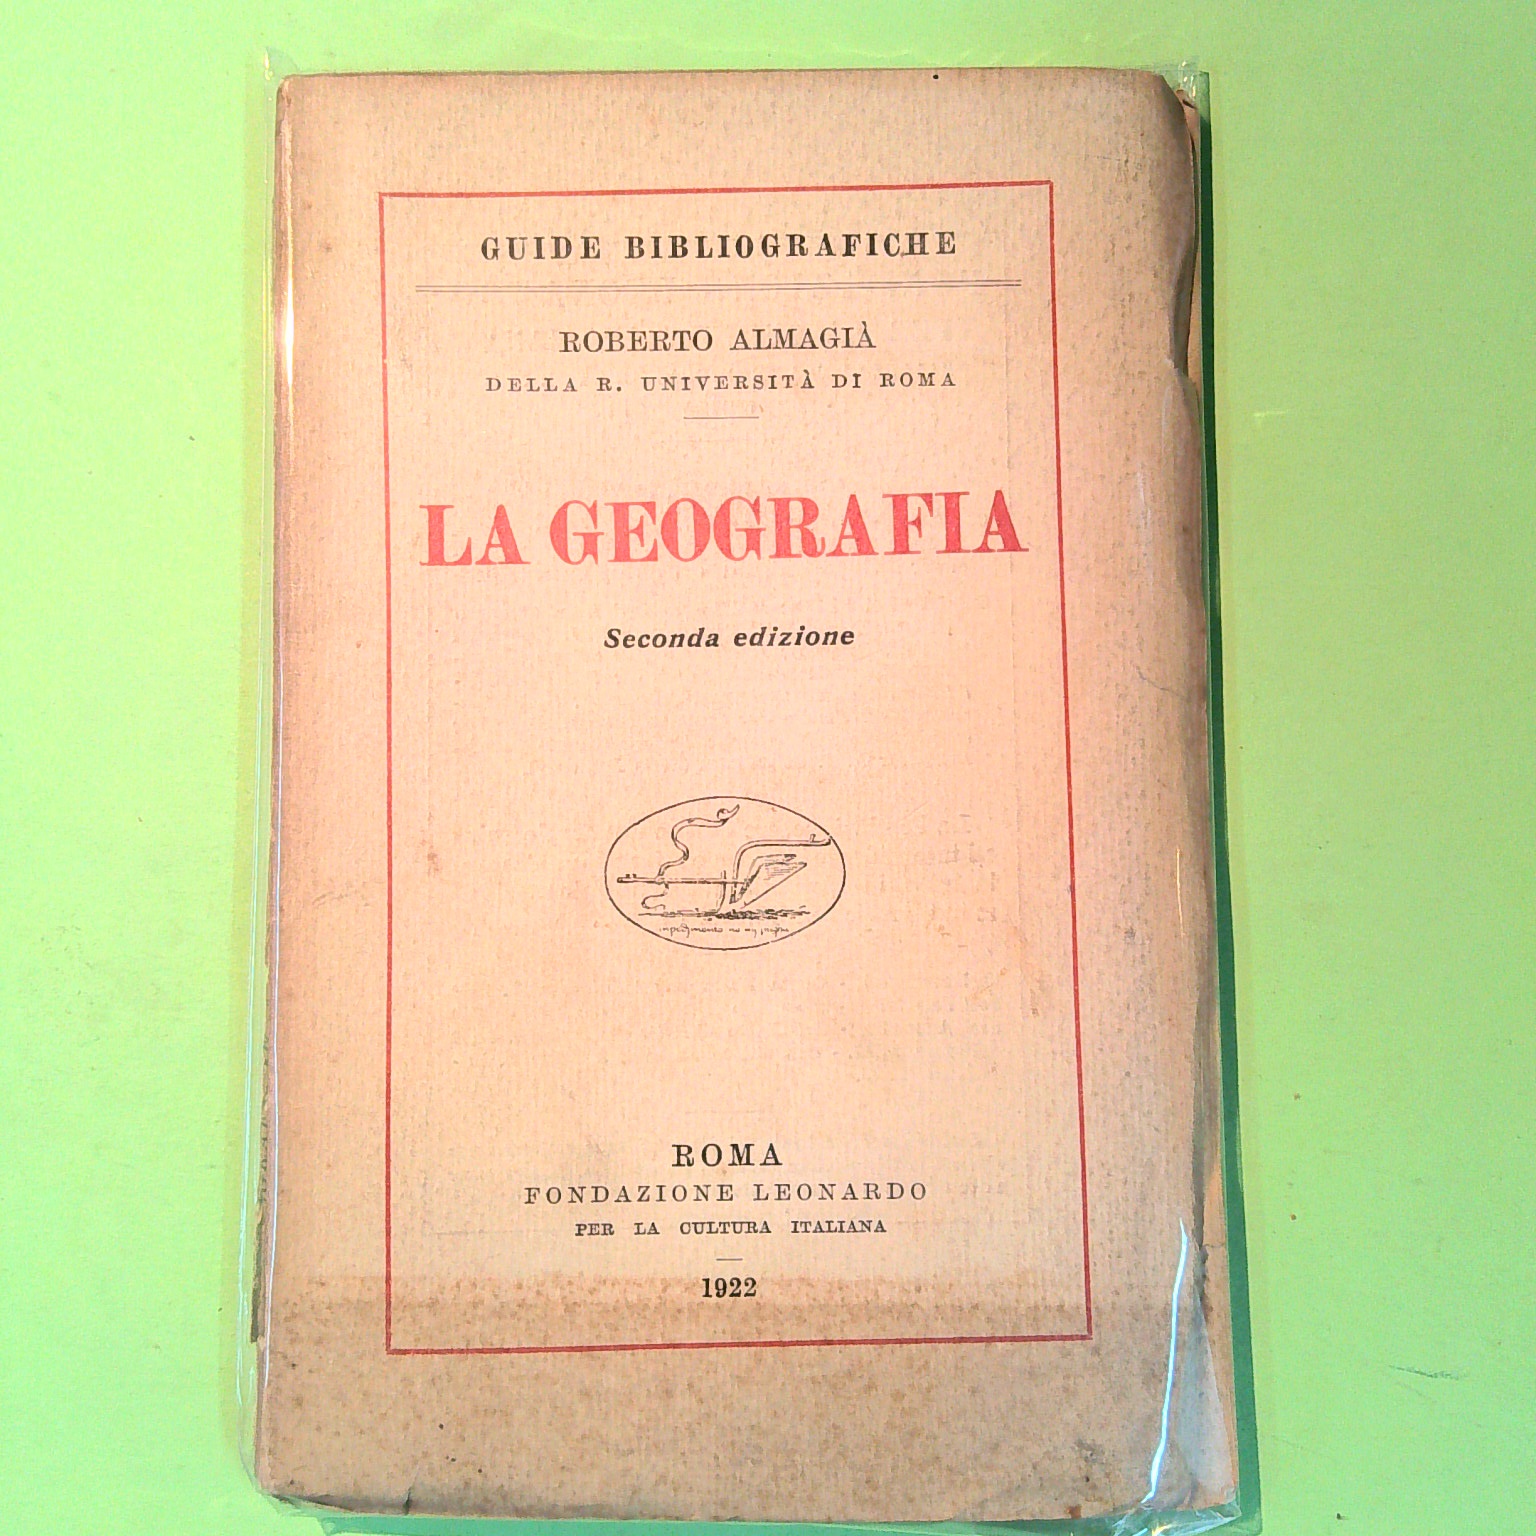 GUIDE BIBLIOGRAFICHE
ROBERTO ALMAGIÀ
DELLA R. UNIVERSITÀ DI ROMA
LA GEOGRAFIA
Seconda edizione
ROMA
FONDAZIONE LEONARDO
PER LA CULTURA ITALIANA
1922